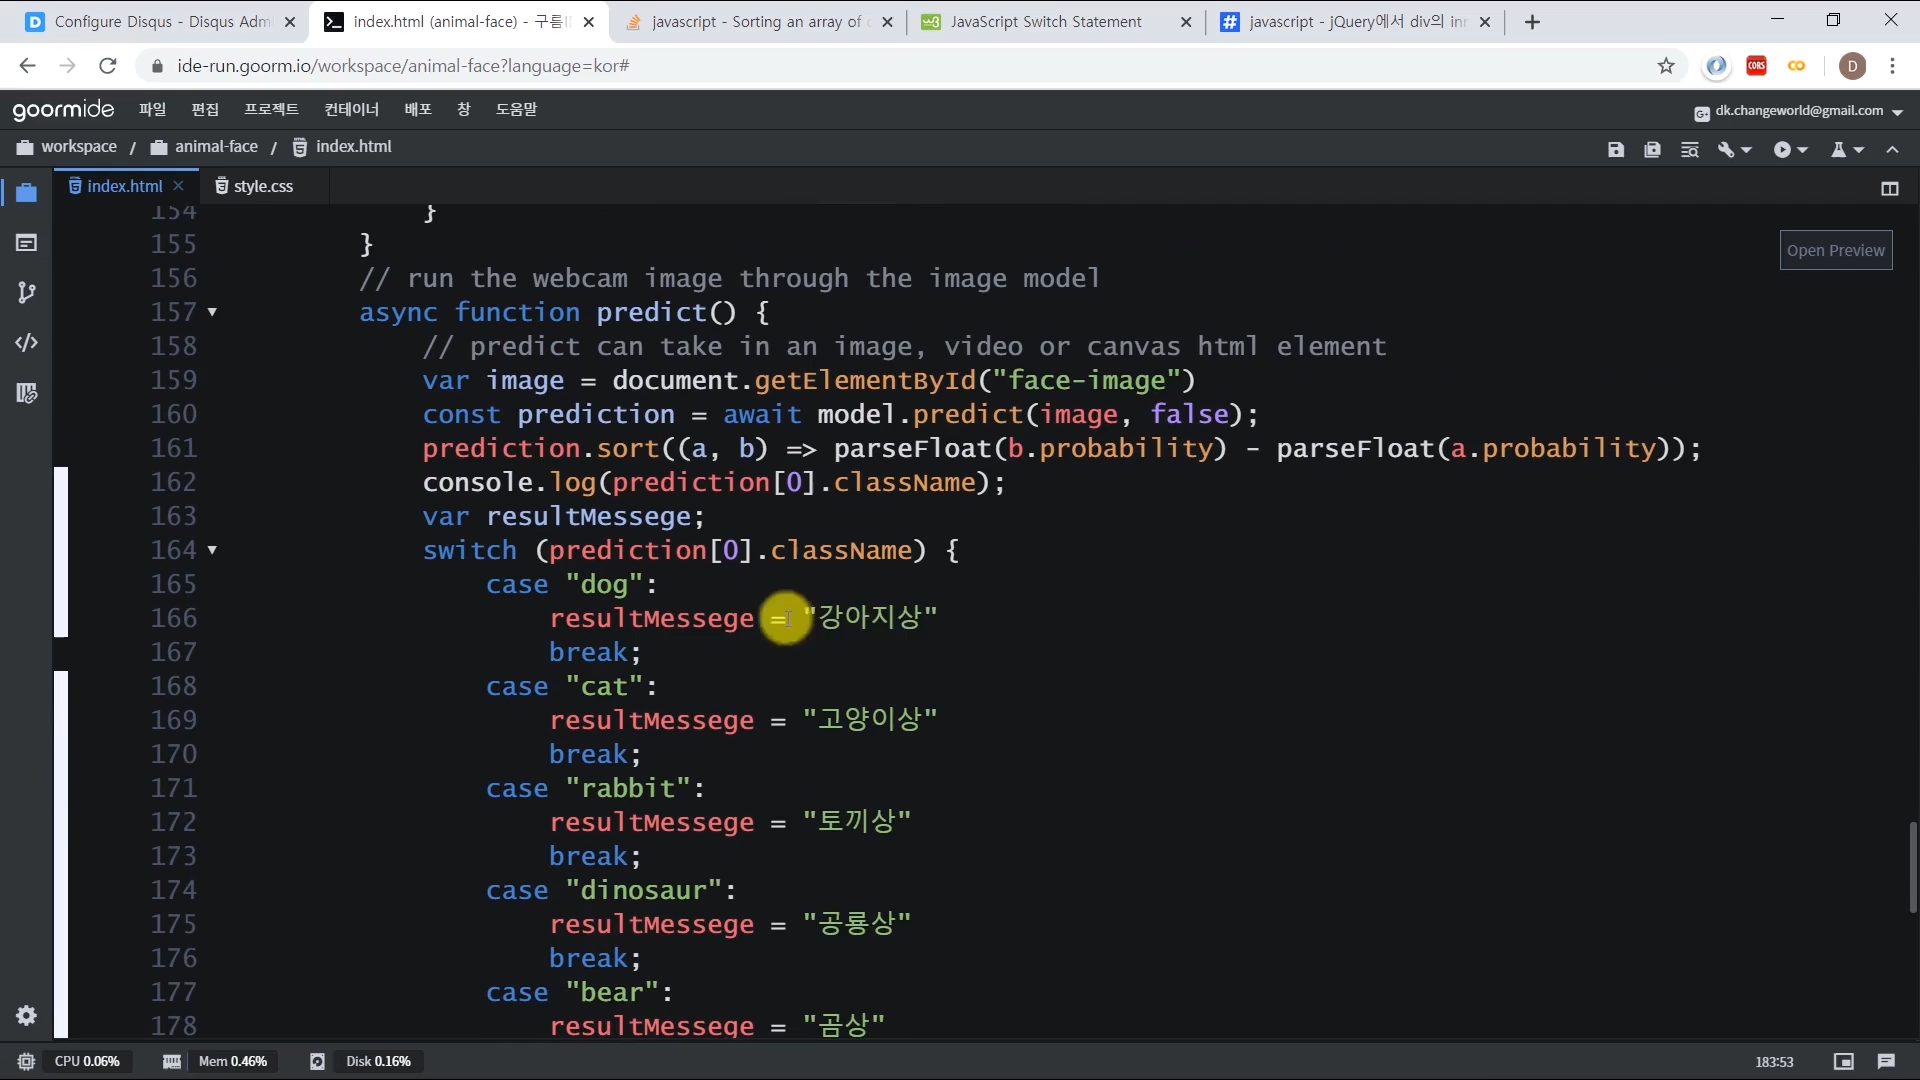 Configure Disqus - Disqus Adm
index.html (animal-face) - 구름I
javascript - Sorting an array of
JavaScript Switch Statement
javascript - jQuery에서 div의 in
ide-run.goorm.io/workspace/animal-face?language=kor#
CORS
D
goormide 파일 편집 프로젝트 컨테이너 배포 창 도움말
dk.changeworld@gmail.com
workspace / animal-face / index.html
index.html
style.css
Open Preview
154 }
155 }
156 // run the webcam image through the image model
157 async function predict() {
158 // predict can take in an image, video or canvas html element
159 var image = document.getElementById("face-image")
160 const prediction = await model.predict(image, false);
161 prediction.sort((a, b) => parseFloat(b.probability) - parseFloat(a.probability));
162 console.log(prediction[0].className);
163 var resultMessege;
164 switch (prediction[0].className) {
165 case "dog":
166 resultMessege = "강아지상"
167 break;
168 case "cat":
169 resultMessege = "고양이상"
170 break;
171 case "rabbit":
172 resultMessege = "토끼상"
173 break;
174 case "dinosaur":
175 resultMessege = "공룡상"
176 break;
177 case "bear":
178 resultMessege = "곰상"
CPU 0.06% Mem 0.46% Disk 0.16%
183:53